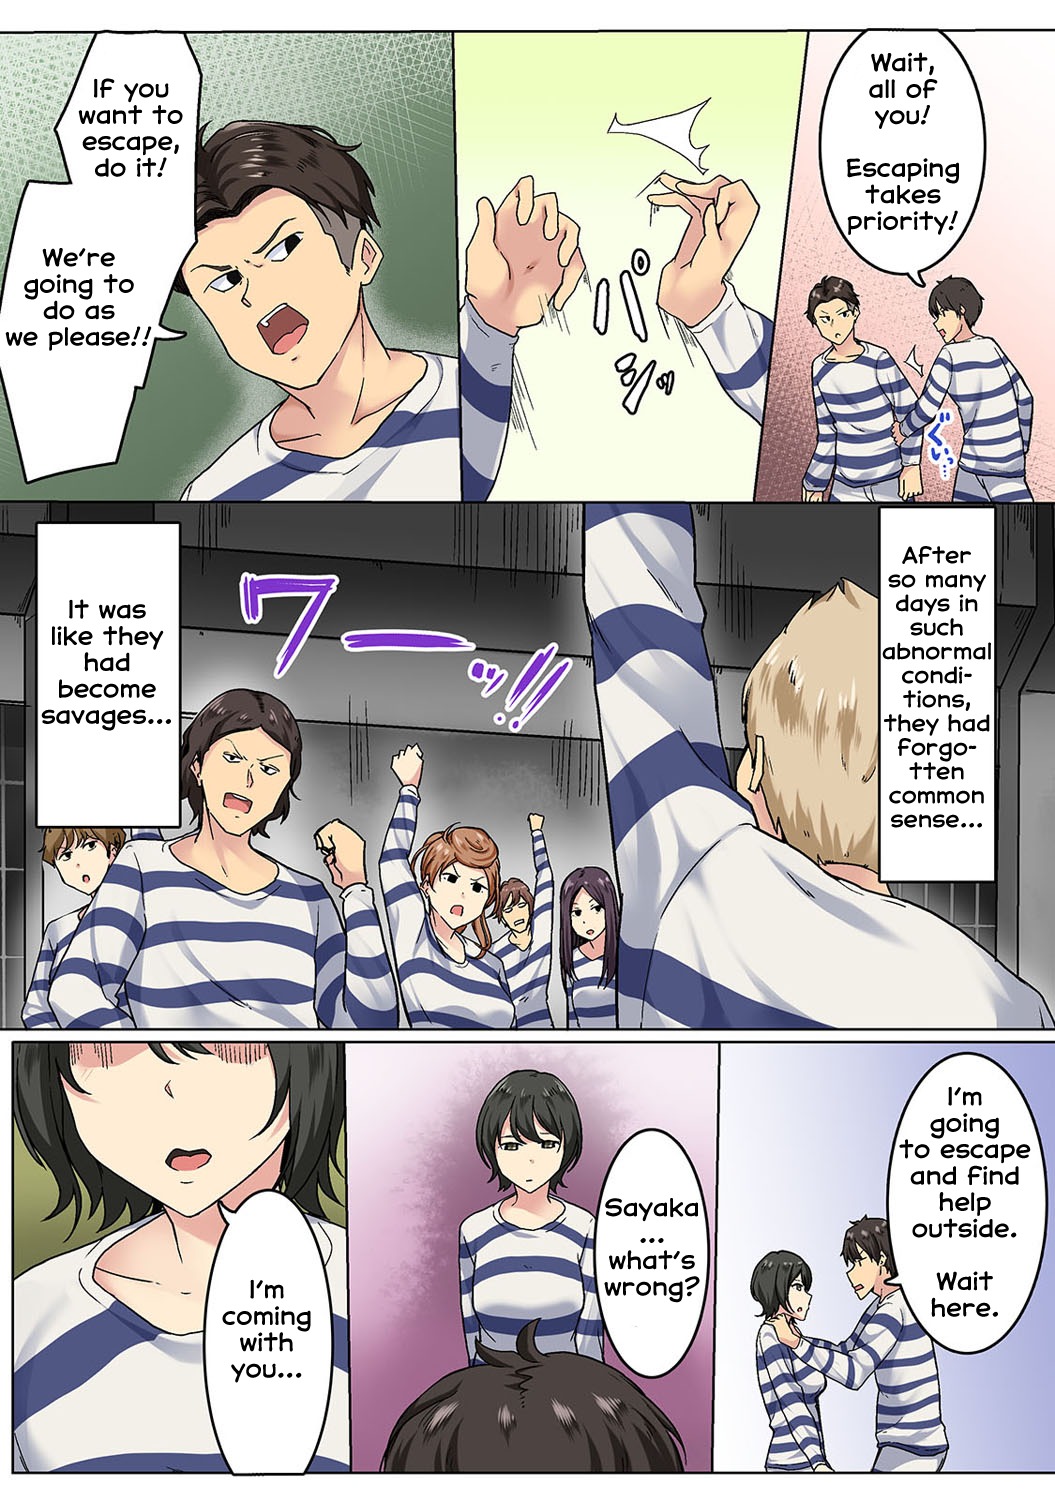 Wait,
all of
you!
Escaping
takes
priority!
ぐいっ
パシッ
If you
want to
escape,
do it!
We're
going to
do as
we please!!
After
so many
days in
such
abnormal
condi-
tions,
they had
forgo-
tten
common
sense...
ワーッ!!
It was
like they
had
become
savages...
I'm
going
to escape
and find
help
outside.
Wait
here.
Sayaka
...
what's
wrong?
I'm
coming
with
you...